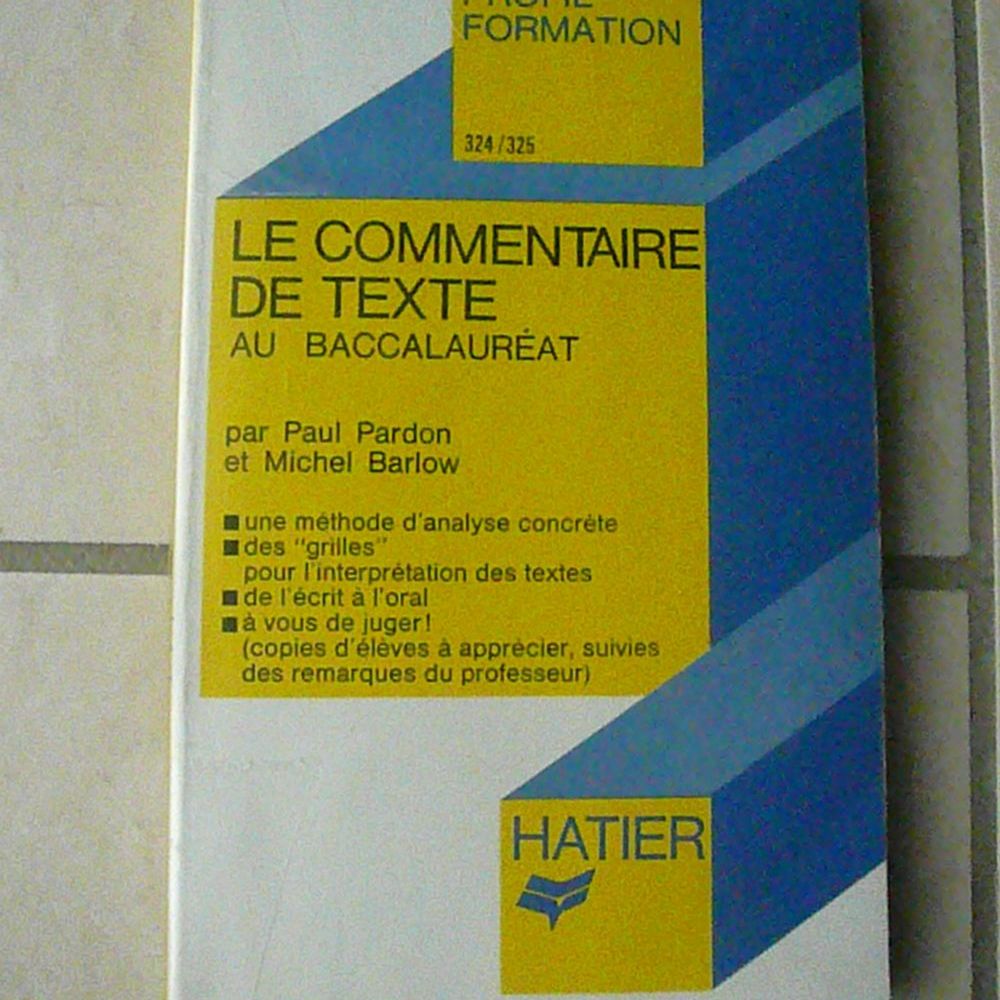 PROFIL
FORMATION
324/325
LE COMMENTAIRE
DE TEXTE
AU BACCALAURÉAT
par Paul Pardon
et Michel Barlow
■ une méthode d'analyse concrète
■ des "grilles"
pour l'interprétation des textes
■ de l'écrit à l'oral
■ à vous de juger!
(copies d'élèves à apprécier, suivies
des remarques du professeur)
HATIER